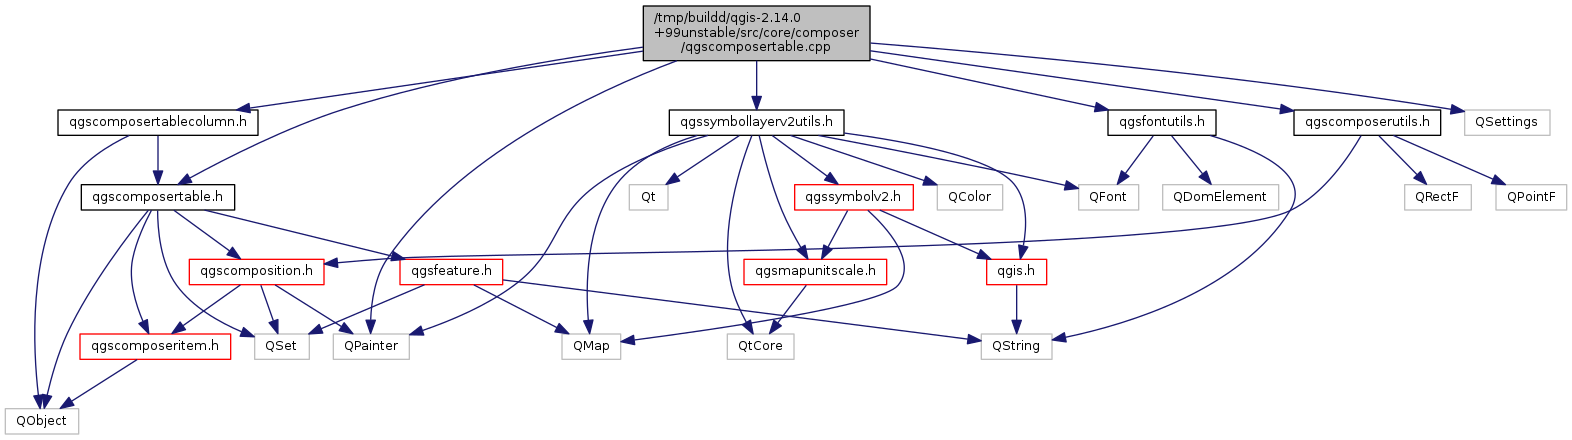 /tmp/buildd/qgis-2.14.0
+99unstable/src/core/composer
/qgscomposertable.cpp
qgscomposertablecolumn.h
qgssymbollayerv2utils.h
qgsfontutils.h
qgscomposerutils.h
QSettings
qgscomposertable.h
Qt
qgssymbolv2.h
QColor
QFont
QDomElement
QRectF
QPointF
qgscomposition.h
qgsfeature.h
qgsmapunitscale.h
qgis.h
qgscomposeritem.h
QSet
QPainter
QMap
QtCore
QString
QObject